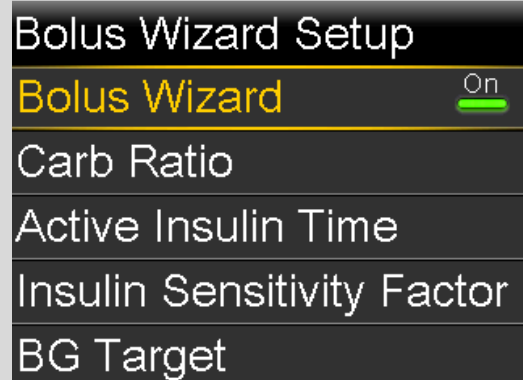 Bolus Wizard Setup
Bolus Wizard On
Carb Ratio
Active Insulin Time
Insulin Sensitivity Factor
BG Target